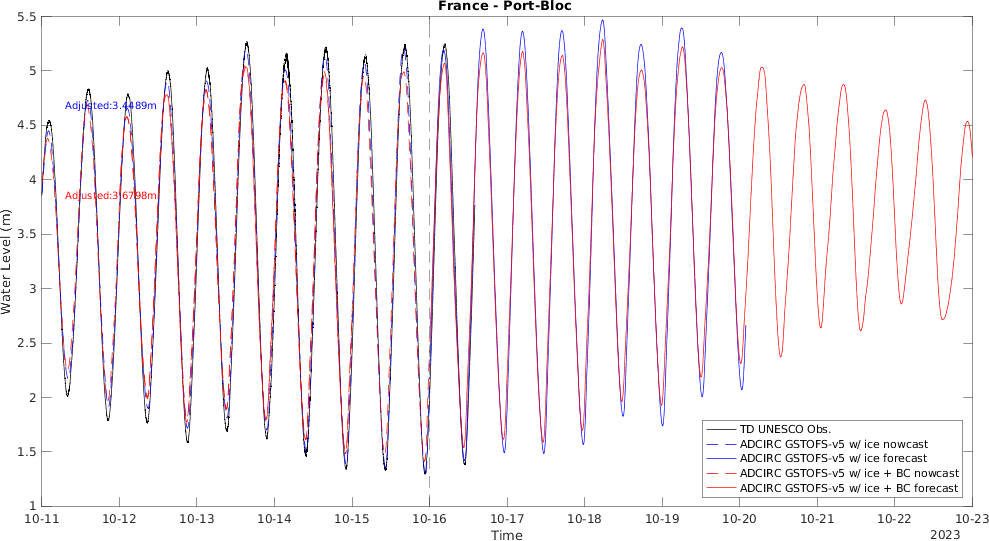 France - Port-Bloc
5.5
5
4.5
4
3.5
3
2.5
2
1.5
1
Water Level (m)
Adjusted:3.4489m
Adjusted:3.6798m
TD UNESCO Obs.
ADCIRC GSTOFS-v5 w/ ice nowcast
ADCIRC GSTOFS-v5 w/ ice forecast
ADCIRC GSTOFS-v5 w/ ice + BC nowcast
ADCIRC GSTOFS-v5 w/ ice + BC forecast
10-11 10-12 10-13 10-14 10-15 10-16 10-17 10-18 10-19 10-20 10-21 10-22 10-23
Time
2023